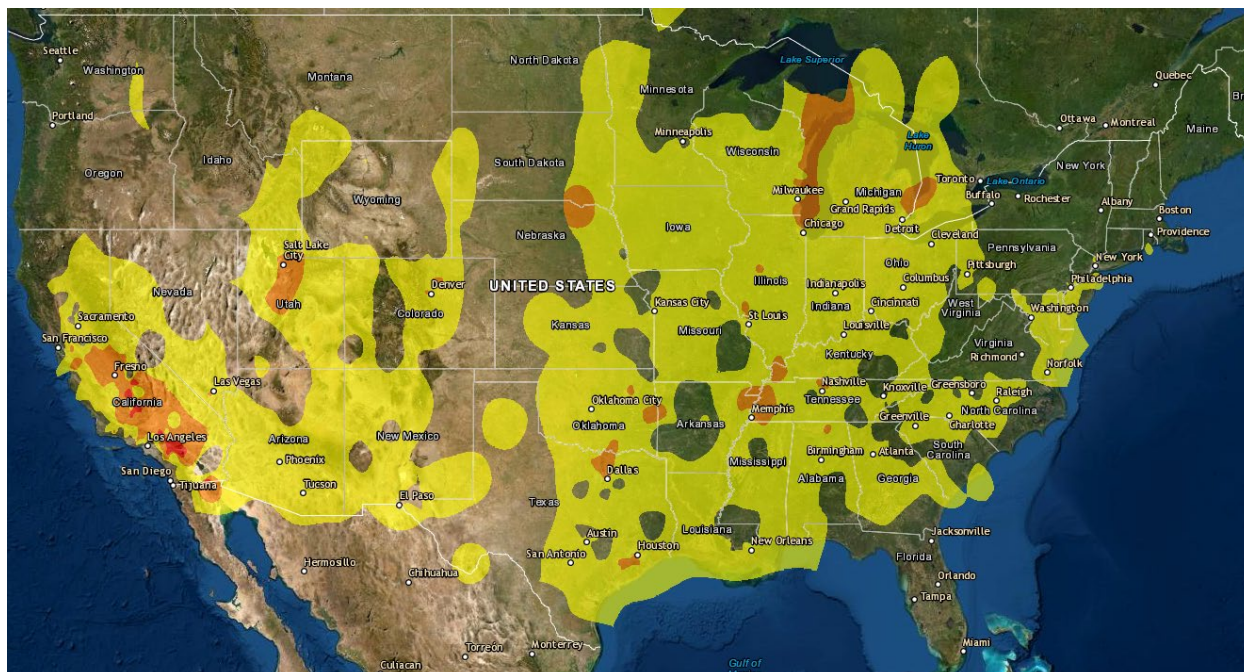 Seattle
Washington
Portland
Oregon
Idaho
Montana
North Dakota
Minnesota
Lake Superior
Quebec
Ottawa
Montreal
Maine
Minneapolis
Wisconsin
Lake
Huron
South Dakota
Wyoming
Toronto
Lake Ontario
New York
Milwaukee
Michigan
Buffalo
Rochester
Albany
Boston
Grand Rapids
Providence
Iowa
Chicago
Detroit
Cleveland
Nebraska
Salt Lake
City
Pennsylvania
New York
Pittsburgh
Philadelphia
Ohio
Columbus
Nevada
Utah
Denver
Colorado
UNITED STATES
Illinois
Indianapolis
Indiana
Cincinnati
West
Virginia
Washington
Sacramento
San Francisco
Kansas
Kansas City
Missouri
St Louis
Louisville
Kentucky
Virginia
Richmond
Norfolk
Fresno
California
Las Vegas
Nashville
Tennessee
Knoxville
Greensboro
Raleigh
North Carolina
Oklahoma City
Oklahoma
Arkansas
Memphis
Greenville
Charlotte
South
Carolina
Los Angeles
Arizona
New Mexico
Phoenix
San Diego
Tijuana
Tucson
El Paso
Texas
Dallas
Mississippi
Birmingham
Alabama
Atlanta
Georgia
Louisiana
Austin
San Antonio
Houston
New Orleans
Jacksonville
Florida
Orlando
Tampa
Miami
Hermosillo
Chihuahua
Torreón
Monterrey
Culiacan
Gulf of